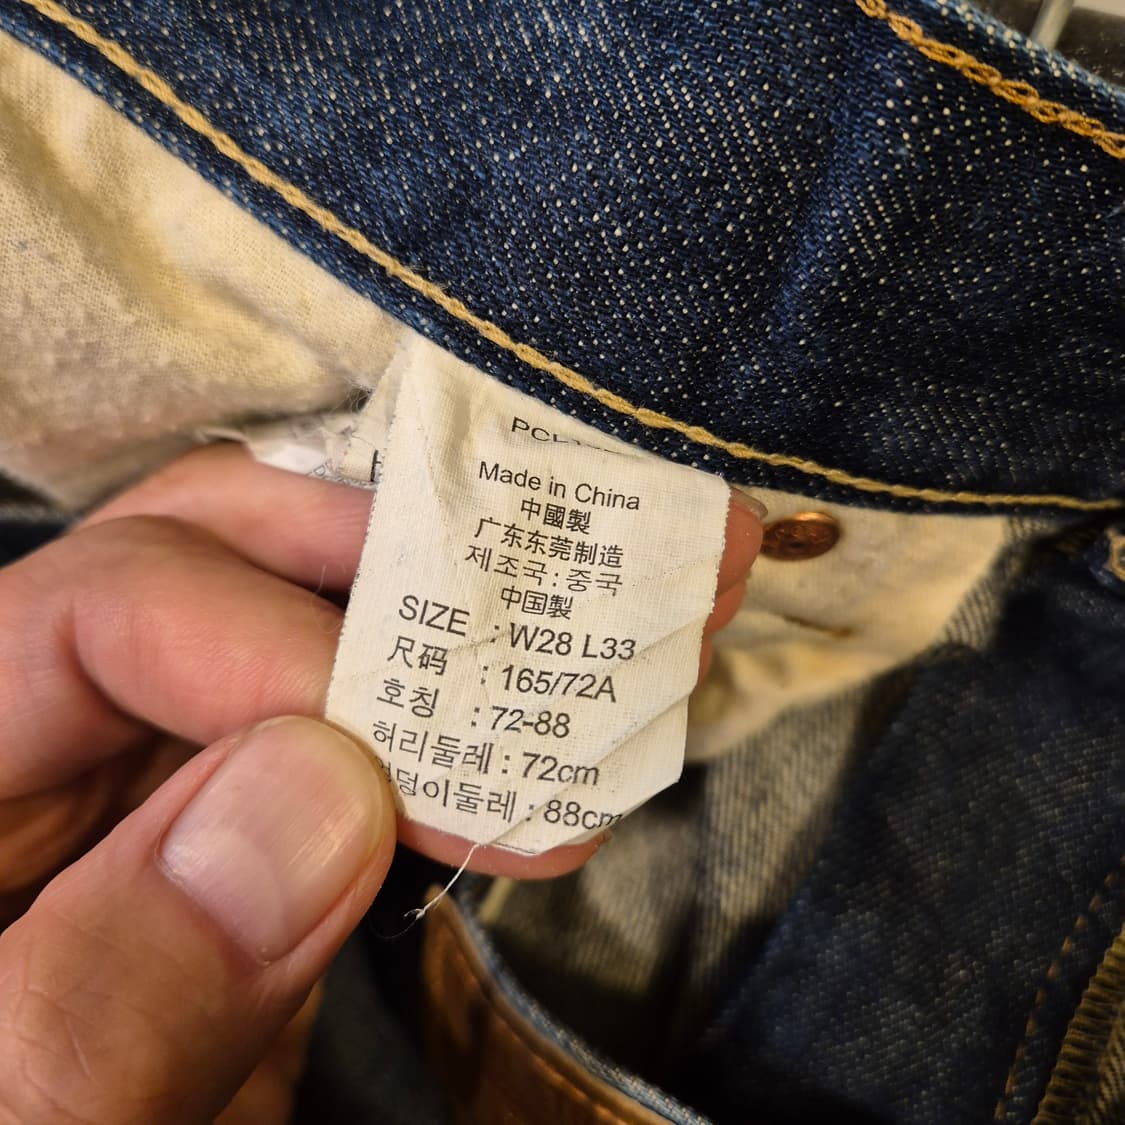 Made in China
中國製
广东东莞制造
제조국: 중국
中国製
SIZE : W28 L33
尺码 : 165/72A
호칭 : 72-88
허리둘레 : 72cm
: 88cm